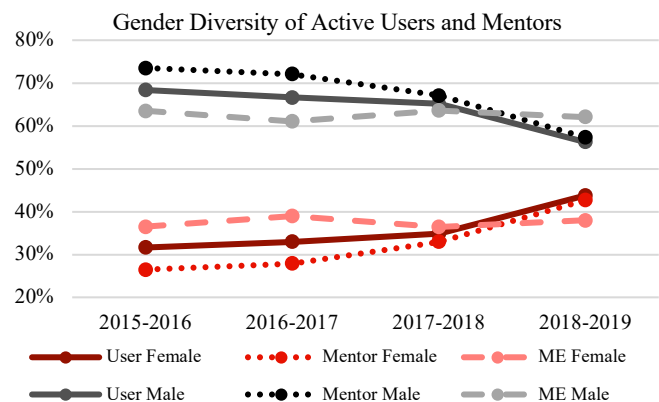 Gender Diversity of Active Users and Mentors
80%
70%
60%
50%
40%
30%
20%
2015-2016 2016-2017 2017-2018 2018-2019
User Female Mentor Female ME Female
User Male Mentor Male ME Male